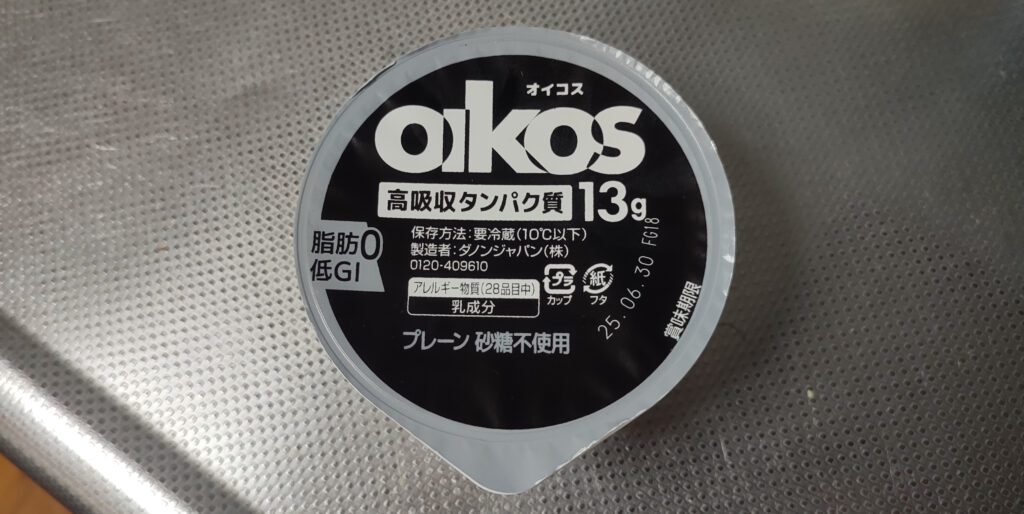 オイコス
oikos
高吸収タンパク質 13g
脂肪0
低GI
保存方法:要冷蔵(10℃以下)
製造者:ダノンジャパン(株)
0120-409610
アレルギー物質(28品目中)
乳成分
プラ
カップ
紙
フタ
プレーン 砂糖不使用
25.06.30 FG18
賞味期限